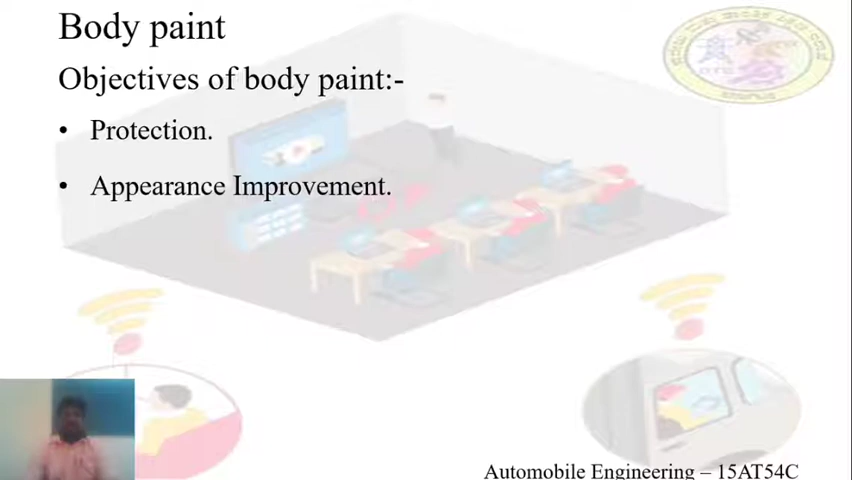 Body paint
Objectives of body paint:-
• Protection.
• Appearance Improvement.
Automobile Engineering – 15AT54C